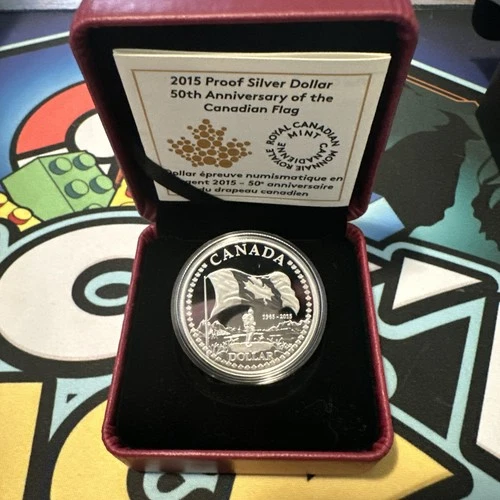 2015 Proof Silver Dollar
50th Anniversary of the
Canadian Flag
ROYAL CANADIAN MINT
MONNAIE ROYALE CANADIENNE
Dollar épreuve numismatique en
argent 2015 – 50e anniversaire
du drapeau canadien
CANADA
1965 - 2015
DOLLAR